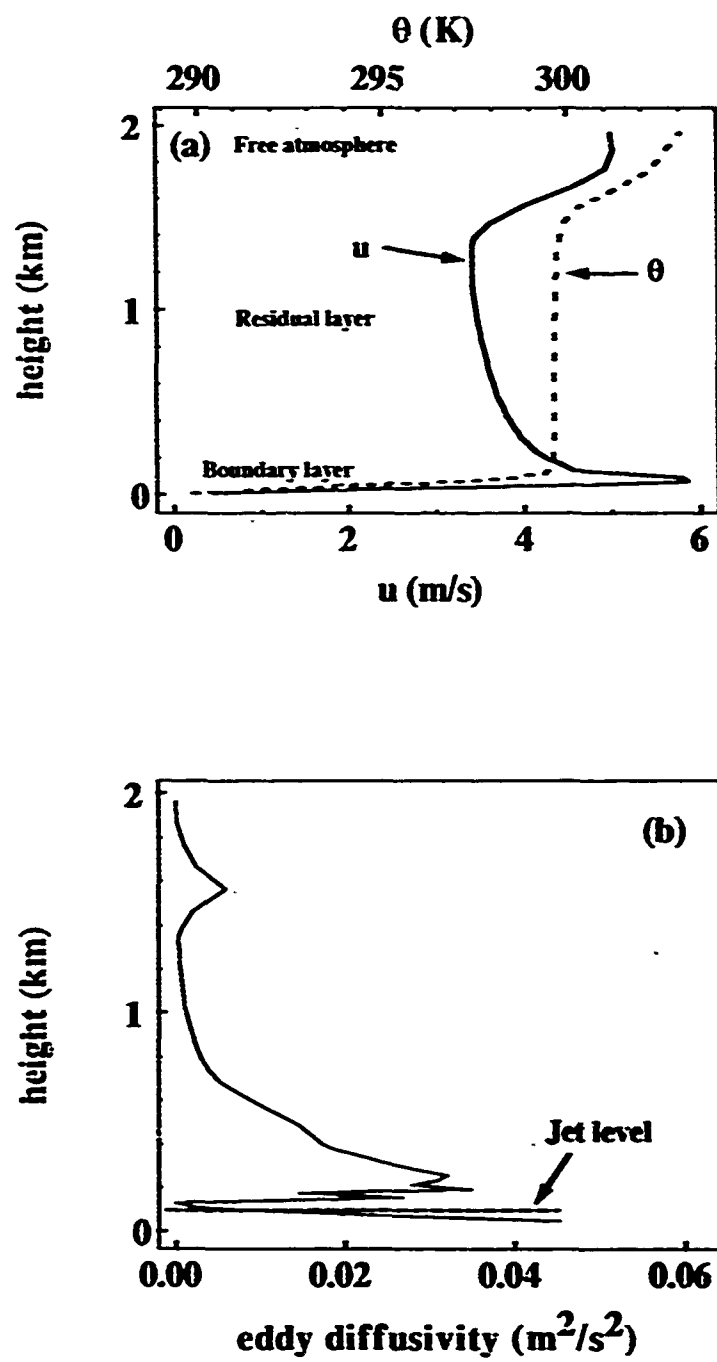 θ (K)
290 295 300
2
(a) Free atmosphere
u
θ
height (km)
1
Residual layer
Boundary layer
0
0 2 4 6
u (m/s)
2
(b)
height (km)
1
Jet level
0
0.00 0.02 0.04 0.06
eddy diffusivity (m²/s²)